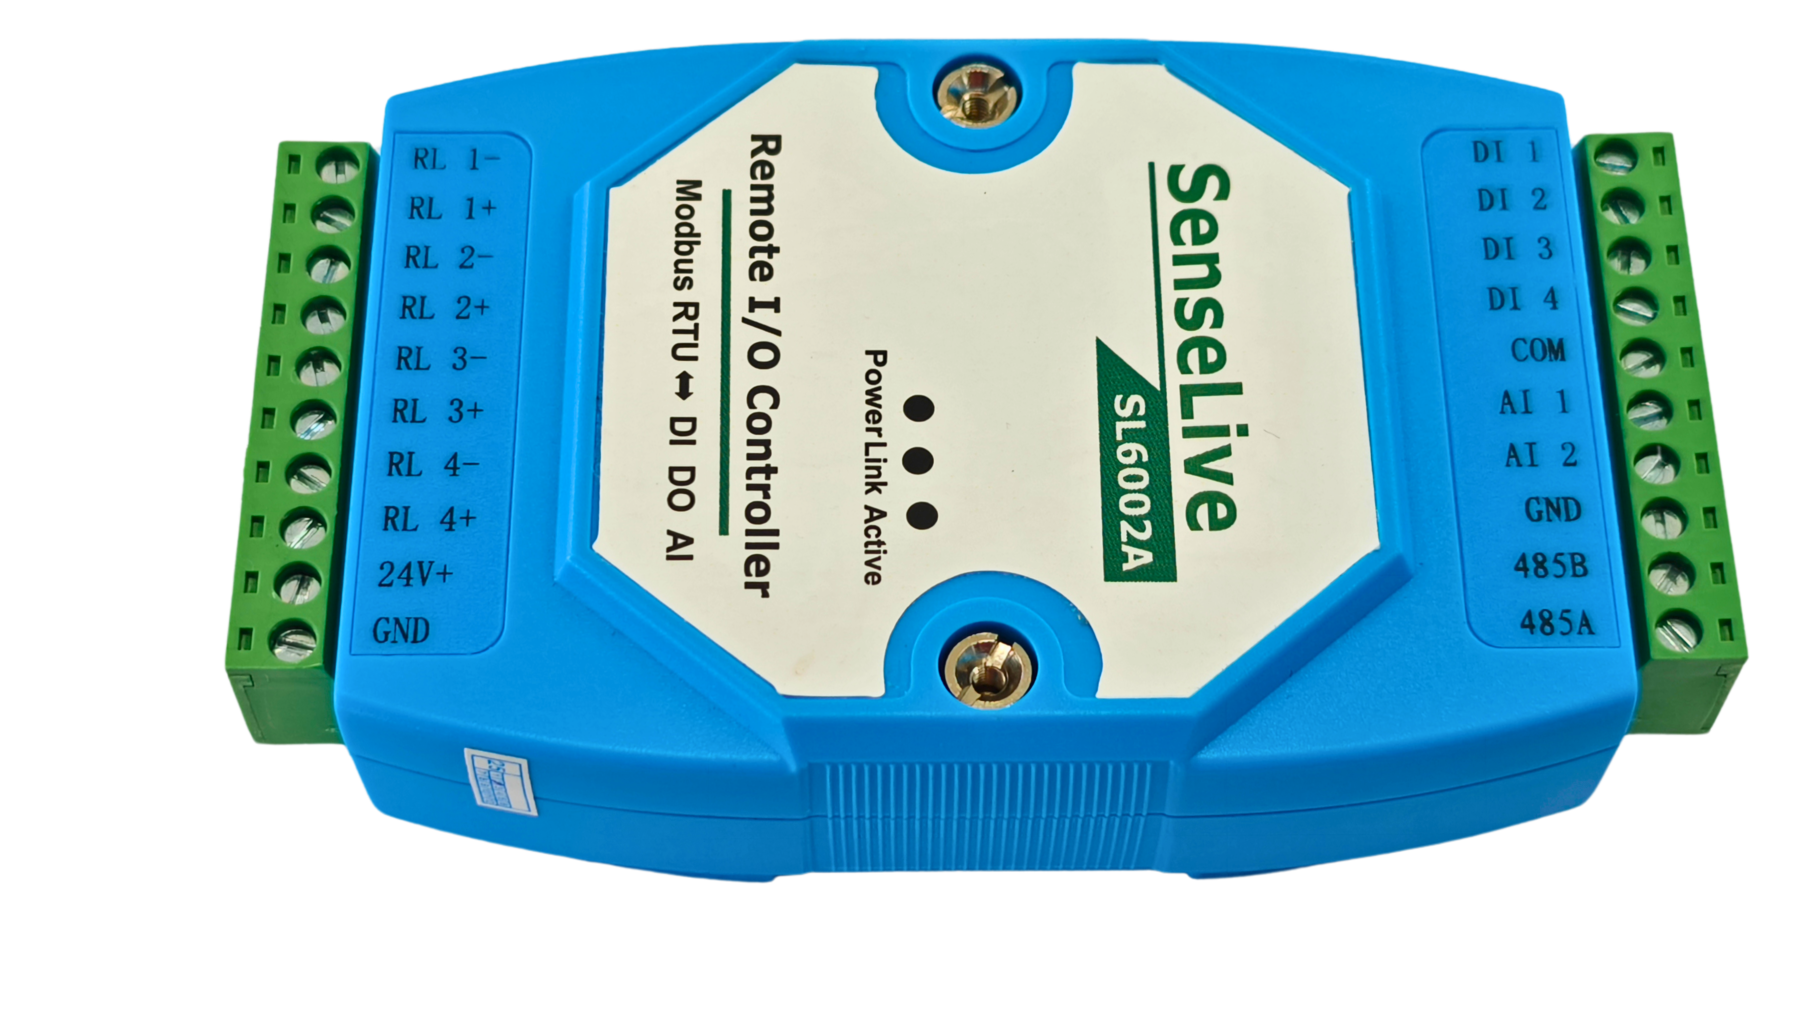 SenseLive
SL6002A
Power Link Active
Remote I/O Controller
Modbus RTU ↔ DI DO AI
RL 1-
RL 1+
RL 2-
RL 2+
RL 3-
RL 3+
RL 4-
RL 4+
24V+
GND
DI 1
DI 2
DI 3
DI 4
COM
AI 1
AI 2
GND
485B
485A